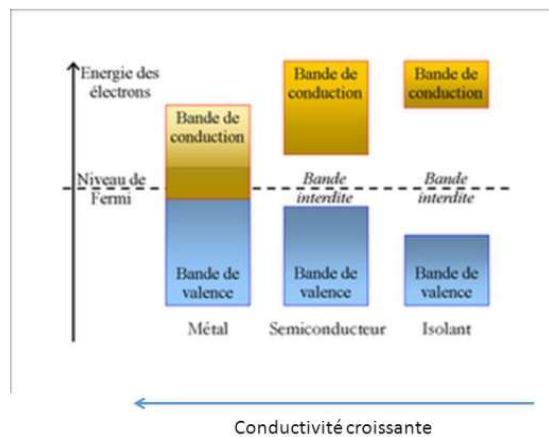 Energie des
électrons
Bande de
conduction
Bande de
conduction
Bande de
conduction
Niveau de
Fermi
Bande
interdite
Bande
interdite
Bande de
valence
Bande de
valence
Bande de
valence
Métal
Semiconducteur
Isolant
Conductivité croissante